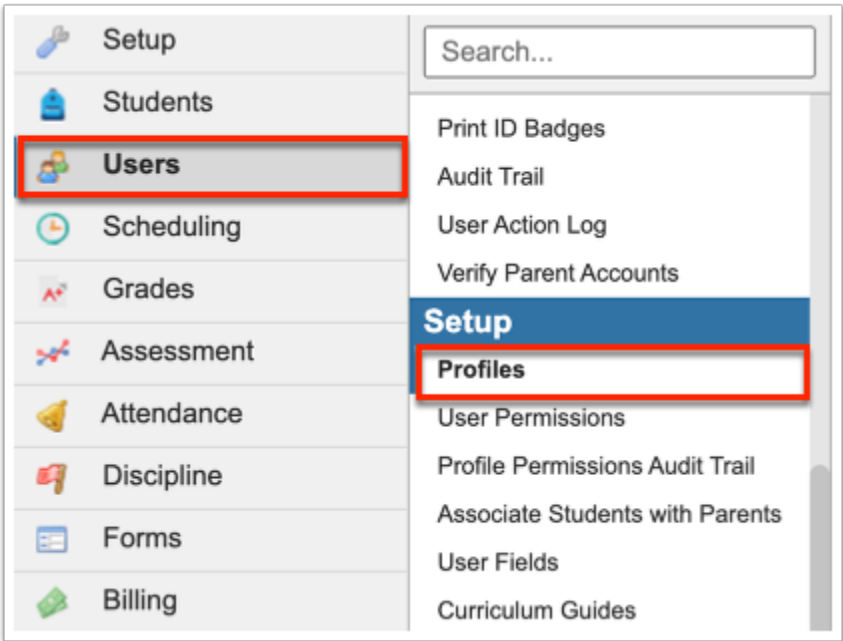 Setup
Students
Users
Scheduling
Grades
Assessment
Attendance
Discipline
Forms
Billing
Search...
Print ID Badges
Audit Trail
User Action Log
Verify Parent Accounts
Setup
Profiles
User Permissions
Profile Permissions Audit Trail
Associate Students with Parents
User Fields
Curriculum Guides